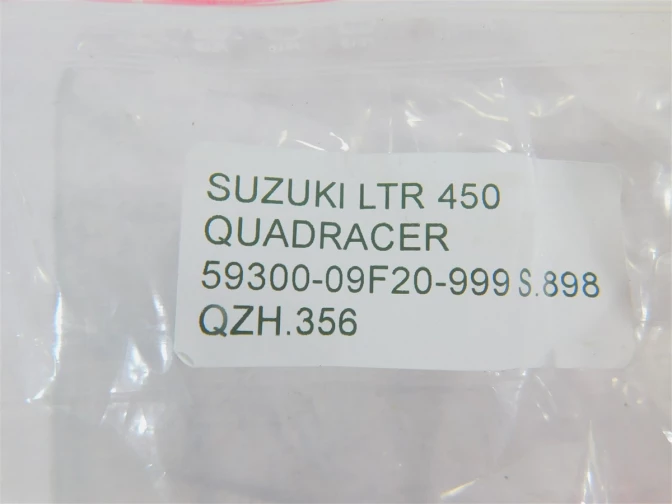 SUZUKI LTR 450
QUADRACER
59300-09F20-999 S.898
QZH.356